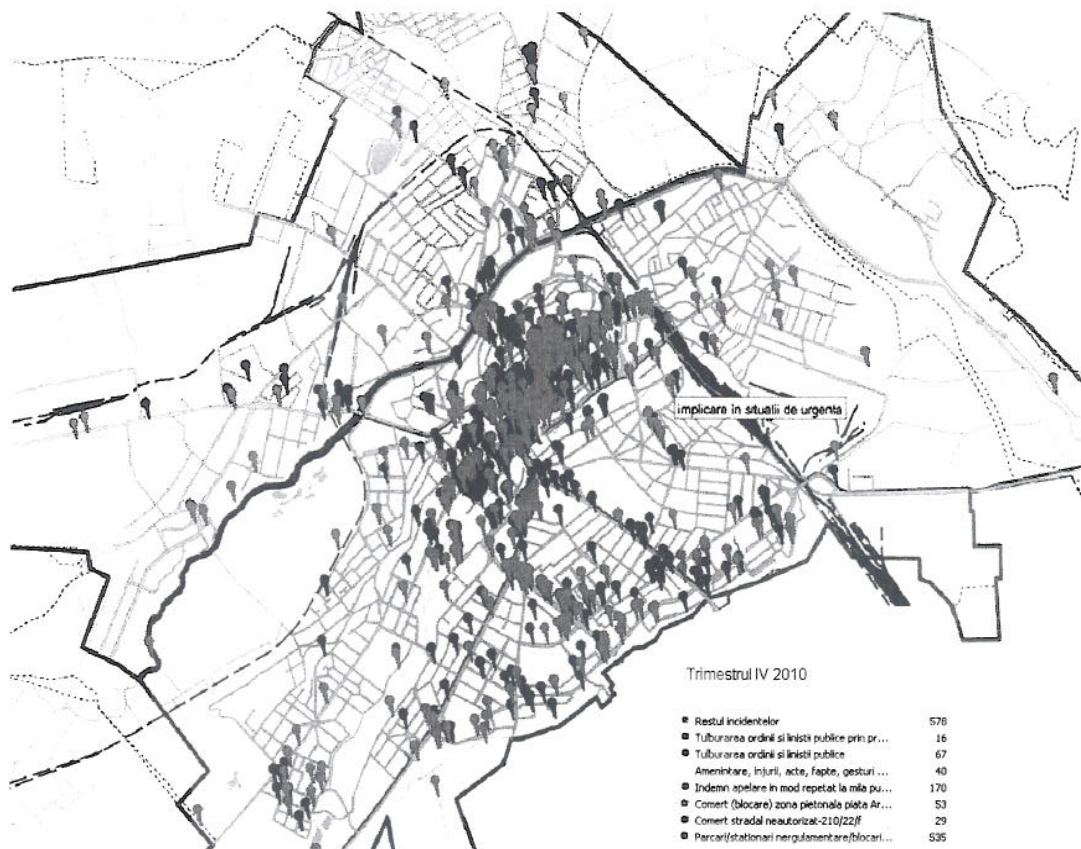 implicare in situatii de urgenta
Trimestrul IV 2010
Restul incidentelor 578
Tulburarea ordinii si linistii publice prin pr... 16
Tulburarea ordinii si linistii publice 67
Amenintare, injurii, acte, fapte, gesturi ... 40
Indemn apelare in mod repetat la mila pu... 170
Comert (blocare) zona pietonala piata Ar... 53
Comert stradal neautorizat-210/22/f 29
Parcari/stationari nergulamentare/blocari... 535